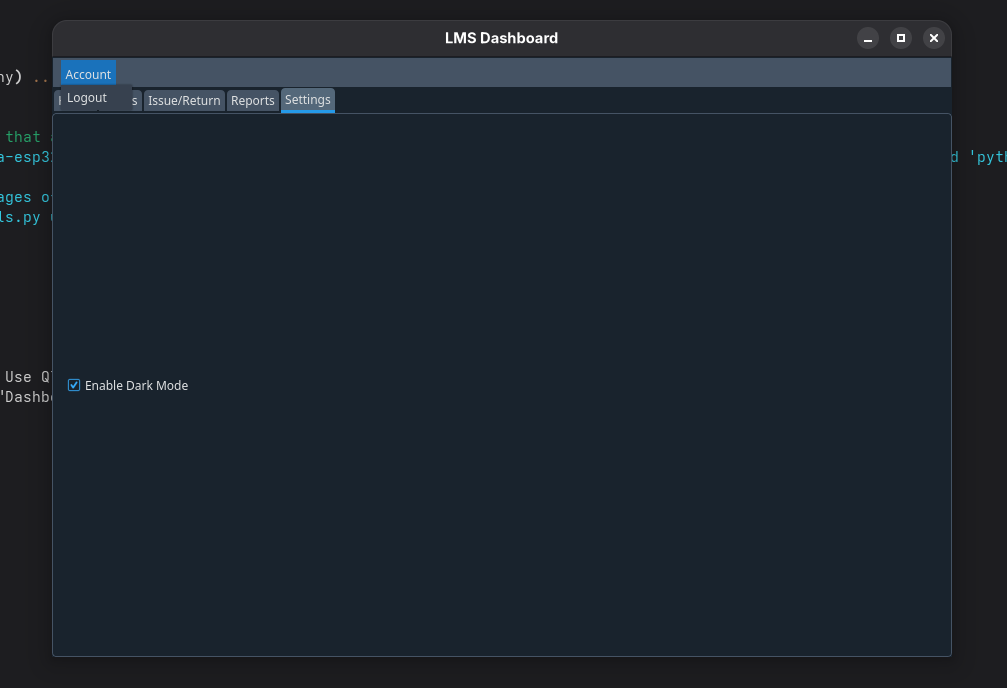 LMS Dashboard
ny) ..
Account
Logout
s Issue/Return Reports Settings
that
a-esp3
d 'pyth
ages o
ls.py
Enable Dark Mode
Use Q
'Dashb